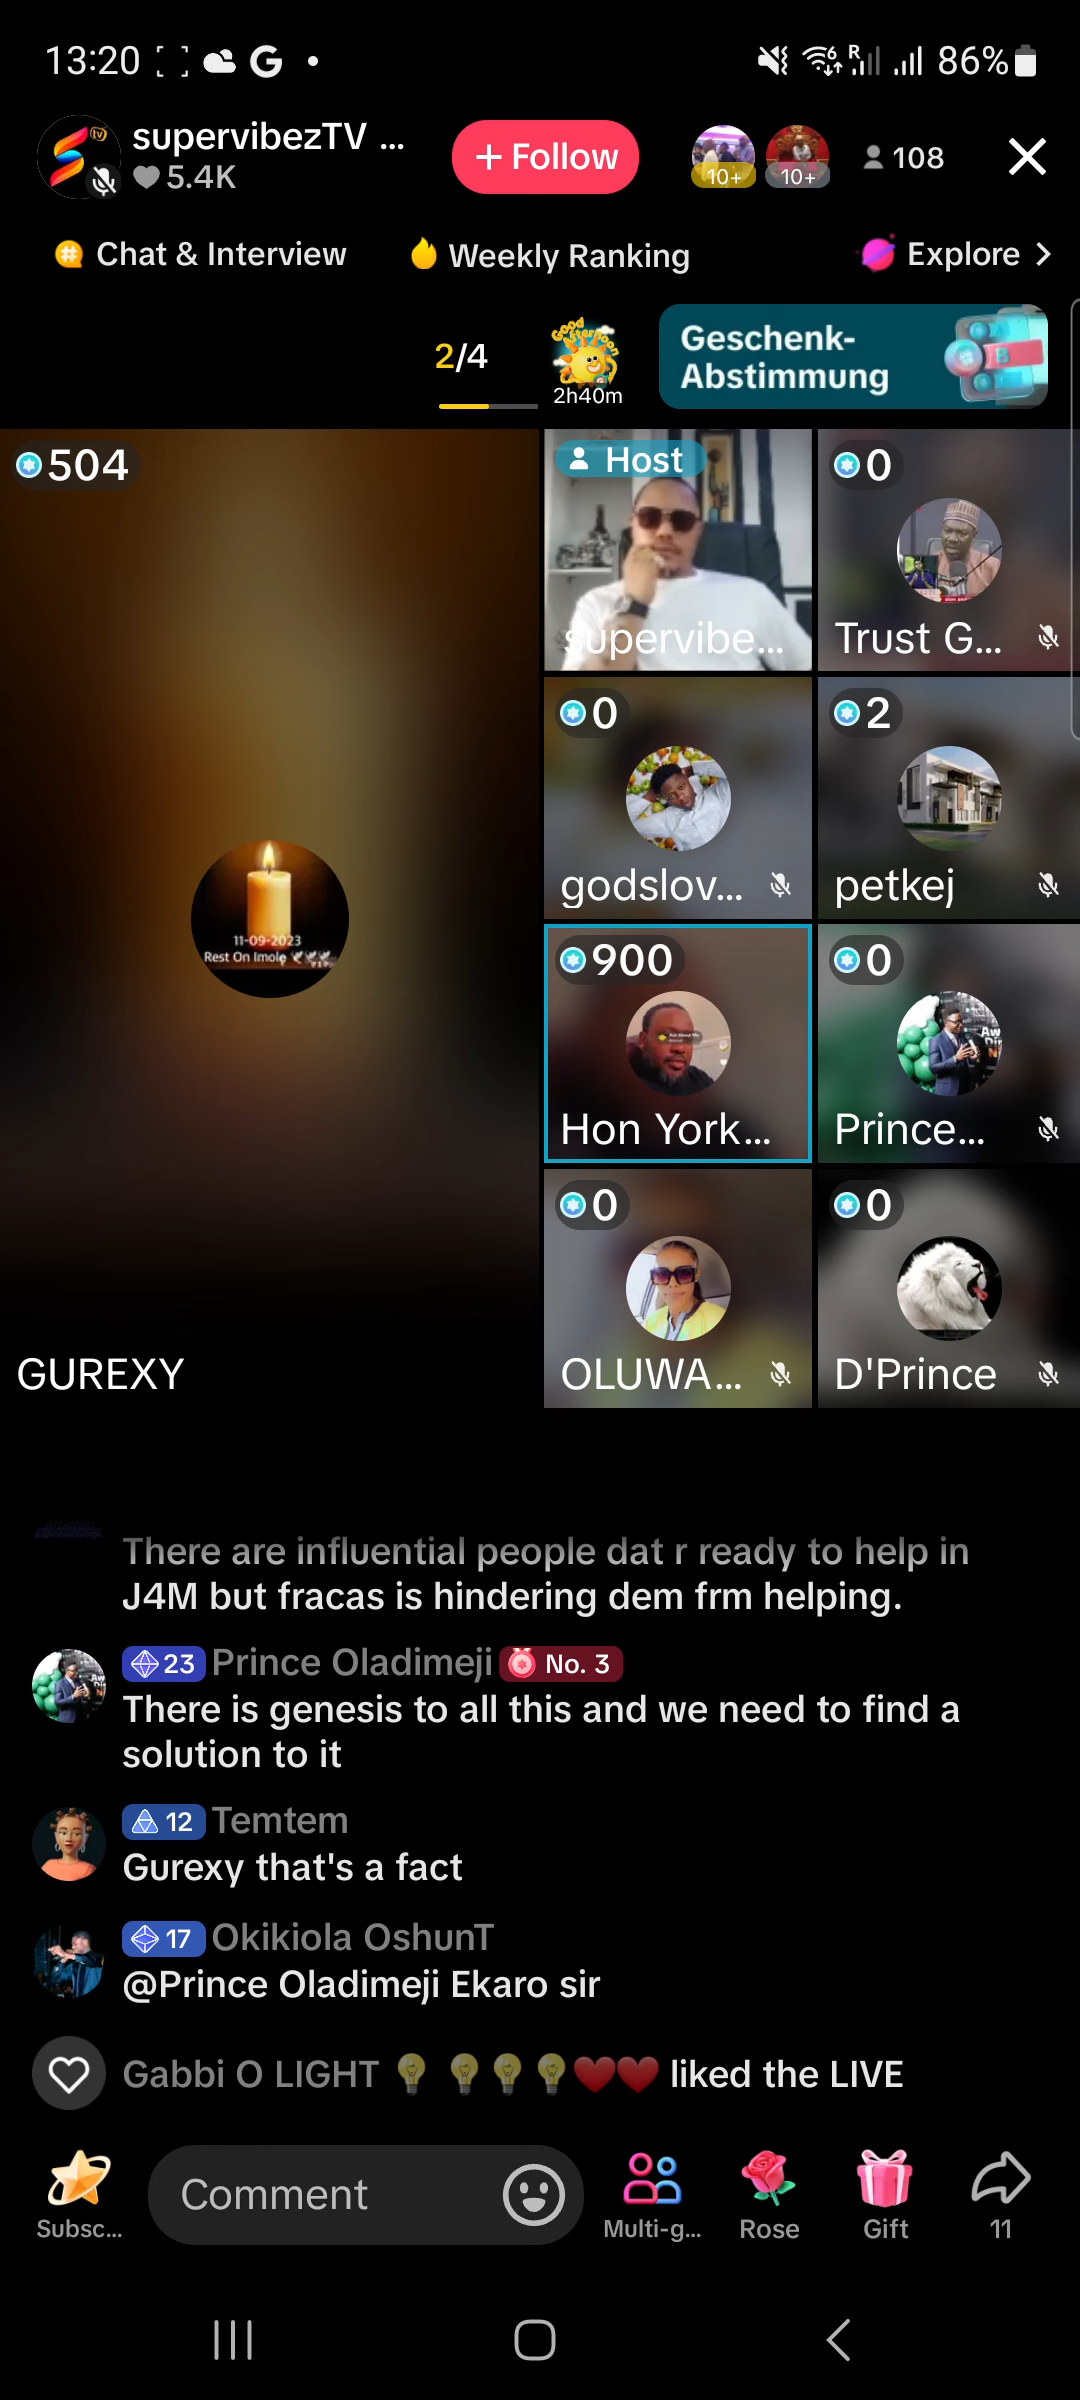 13:20
86%
supervibezTV ...
5.4K
+ Follow
10+
10+
108
Chat & Interview
Weekly Ranking
Explore
2/4
Good
Afternoon
2h40m
Geschenk-
Abstimmung
504
Host
supervibe...
0
Trust G...
0
godslov...
2
petkej
11-09-2023
Rest On Imole
900
Hon York...
0
Prince...
0
OLUWA...
0
D'Prince
GUREXY
There are influential people dat r ready to help in
J4M but fracas is hindering dem frm helping.
23 Prince Oladimeji No. 3
There is genesis to all this and we need to find a
solution to it
12 Temtem
Gurexy that's a fact
17 Okikiola OshunT
@Prince Oladimeji Ekaro sir
Gabbi O LIGHT 💡 💡💡💡❤️❤️ liked the LIVE
Subsc...
Comment
Multi-g...
Rose
Gift
11